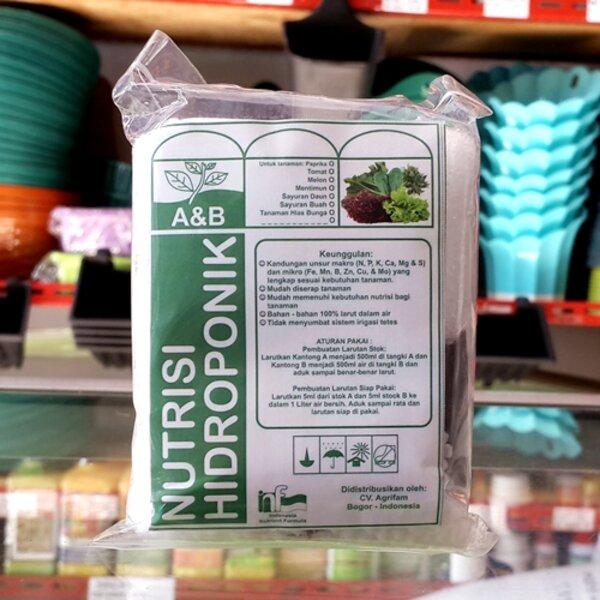 A&B
NUTRISI
HIDROPONIK
Untuk tanaman: Paprika O
Tomat O
Melon O
Mentimun O
Sayuran Daun O
Sayuran Buah O
Tanaman Hias Bunga O
Keunggulan:
Kandungan unsur makro (N, P, K, Ca, Mg & S)
dan mikro (Fe, Mn, B, Zn, Cu, & Mo) yang
lengkap sesuai kebutuhan tanaman.
Mudah diserap tanaman
Mudah memenuhi kebutuhan nutrisi bagi
tanaman
Bahan - bahan 100% larut dalam air
Tidak menyumbat sistem irigasi tetes
ATURAN PAKAI :
Pembuatan Larutan Stok:
Larutkan Kantong A menjadi 500ml di tangki A dan
Kantong B menjadi 500ml air di tangki B dan
aduk sampai benar-benar larut.
Pembuatan Larutan Siap Pakai:
Larutkan 5ml dari stok A dan 5ml stock B ke
dalam 1 Liter air bersih. Aduk sampai rata dan
larutan siap di pakai.
inf
Indonesia
Nutrient Formula
Didistribusikan oleh:
CV. Agrifam
Bogor - Indonesia